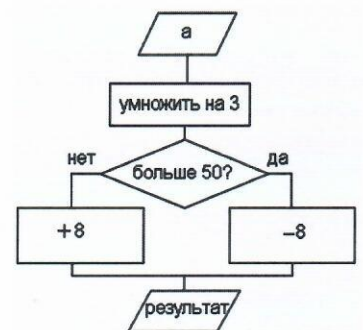 а
умножить на 3
нет
больше 50?
да
+8
–8
результат